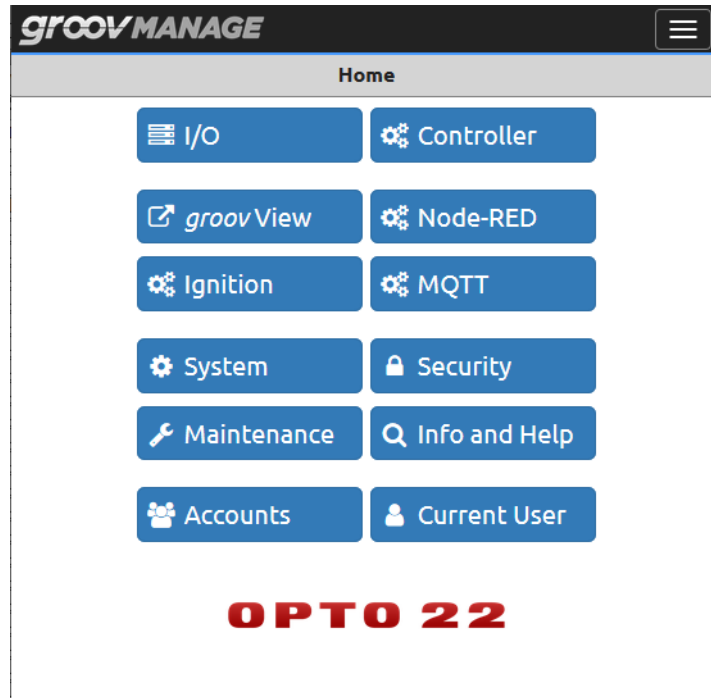 groov MANAGE
Home
I/O
Controller
groov View
Node-RED
Ignition
MQTT
System
Security
Maintenance
Info and Help
Accounts
Current User
OPTO 22